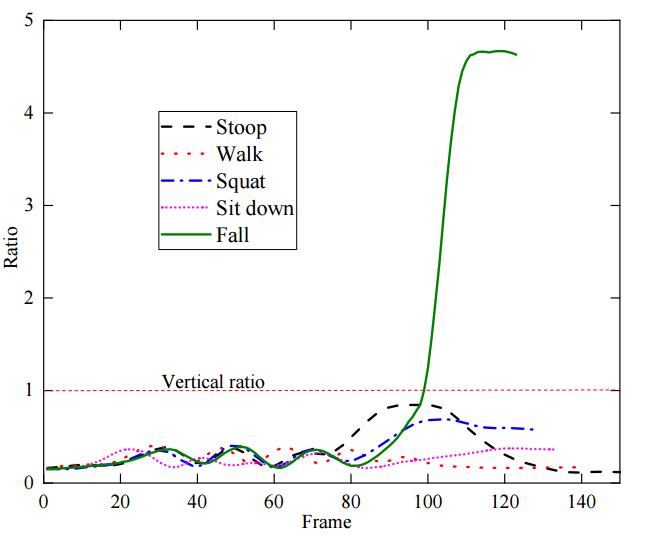 5
4
3
2
1
0
Ratio
Stoop
Walk
Squat
Sit down
Fall
Vertical ratio
0 20 40 60 80 100 120 140
Frame